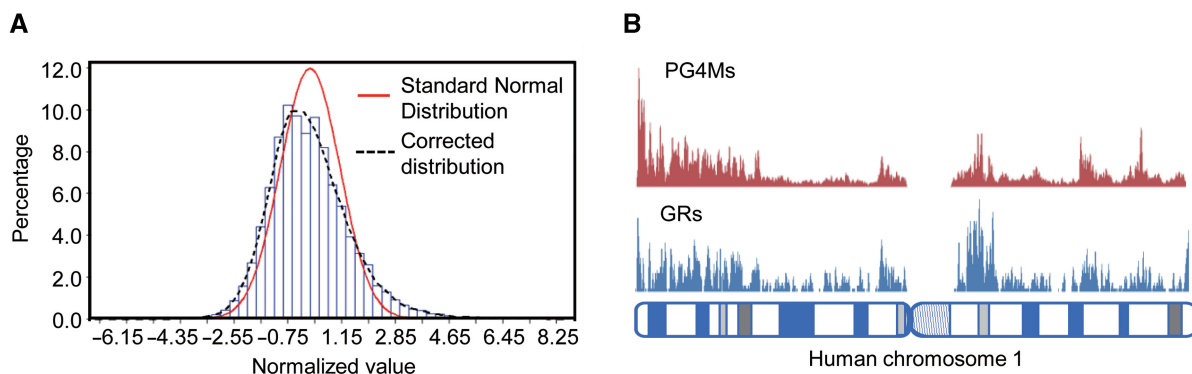 A
B
12.0
10.0
8.0
6.0
4.0
2.0
0.0
Percentage
Standard Normal
Distribution
Corrected
distribution
−6.15 −4.35 −2.55 −0.75 1.15 2.85 4.65 6.45 8.25
Normalized value
PG4Ms
GRs
Human chromosome 1